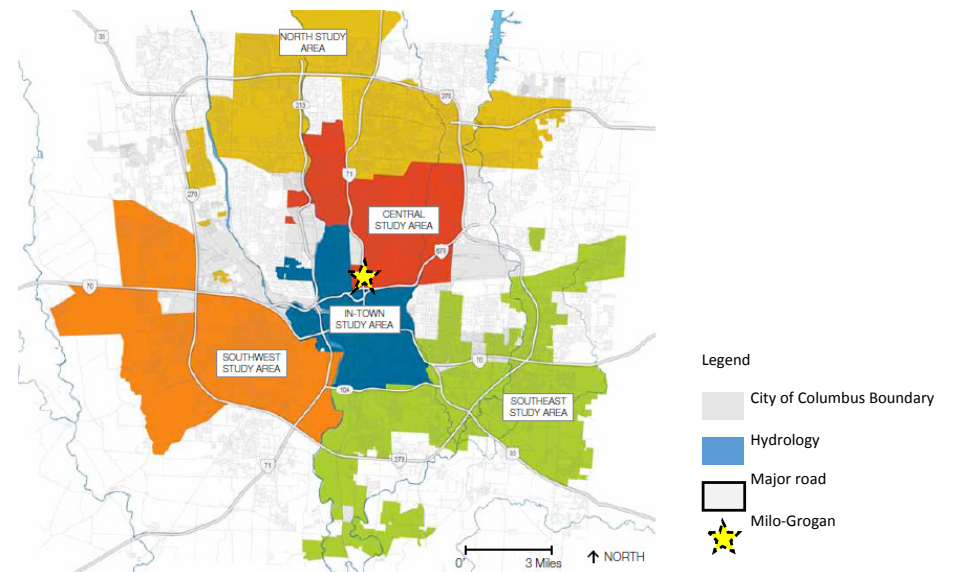 NORTH STUDY
AREA
33
315
270
71
270
CENTRAL
STUDY AREA
670
70
IN-TOWN
STUDY AREA
SOUTHWEST
STUDY AREA
70
104
SOUTHEAST
STUDY AREA
71
270
33
0'
3 Miles
NORTH
Legend
City of Columbus Boundary
Hydrology
Major road
Milo-Grogan